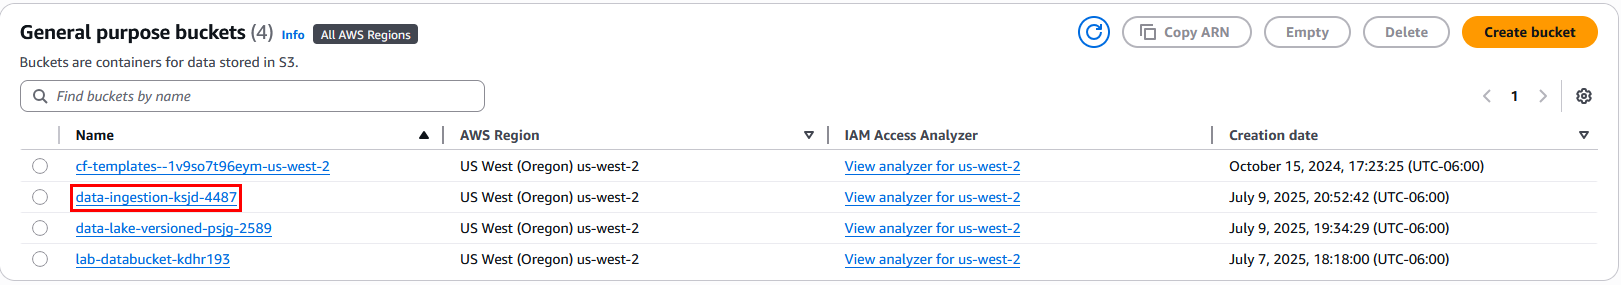 General purpose buckets (4) Info All AWS Regions Copy ARN Empty Delete Create bucket
Buckets are containers for data stored in S3.
Find buckets by name 1
Name AWS Region IAM Access Analyzer Creation date
cf-templates--1v9so7t96eym-us-west-2 US West (Oregon) us-west-2 View analyzer for us-west-2 October 15, 2024, 17:23:25 (UTC-06:00)
data-ingestion-ksjd-4487 US West (Oregon) us-west-2 View analyzer for us-west-2 July 9, 2025, 20:52:42 (UTC-06:00)
data-lake-versioned-psjg-2589 US West (Oregon) us-west-2 View analyzer for us-west-2 July 9, 2025, 19:34:29 (UTC-06:00)
lab-databucket-kdhr193 US West (Oregon) us-west-2 View analyzer for us-west-2 July 7, 2025, 18:18:00 (UTC-06:00)